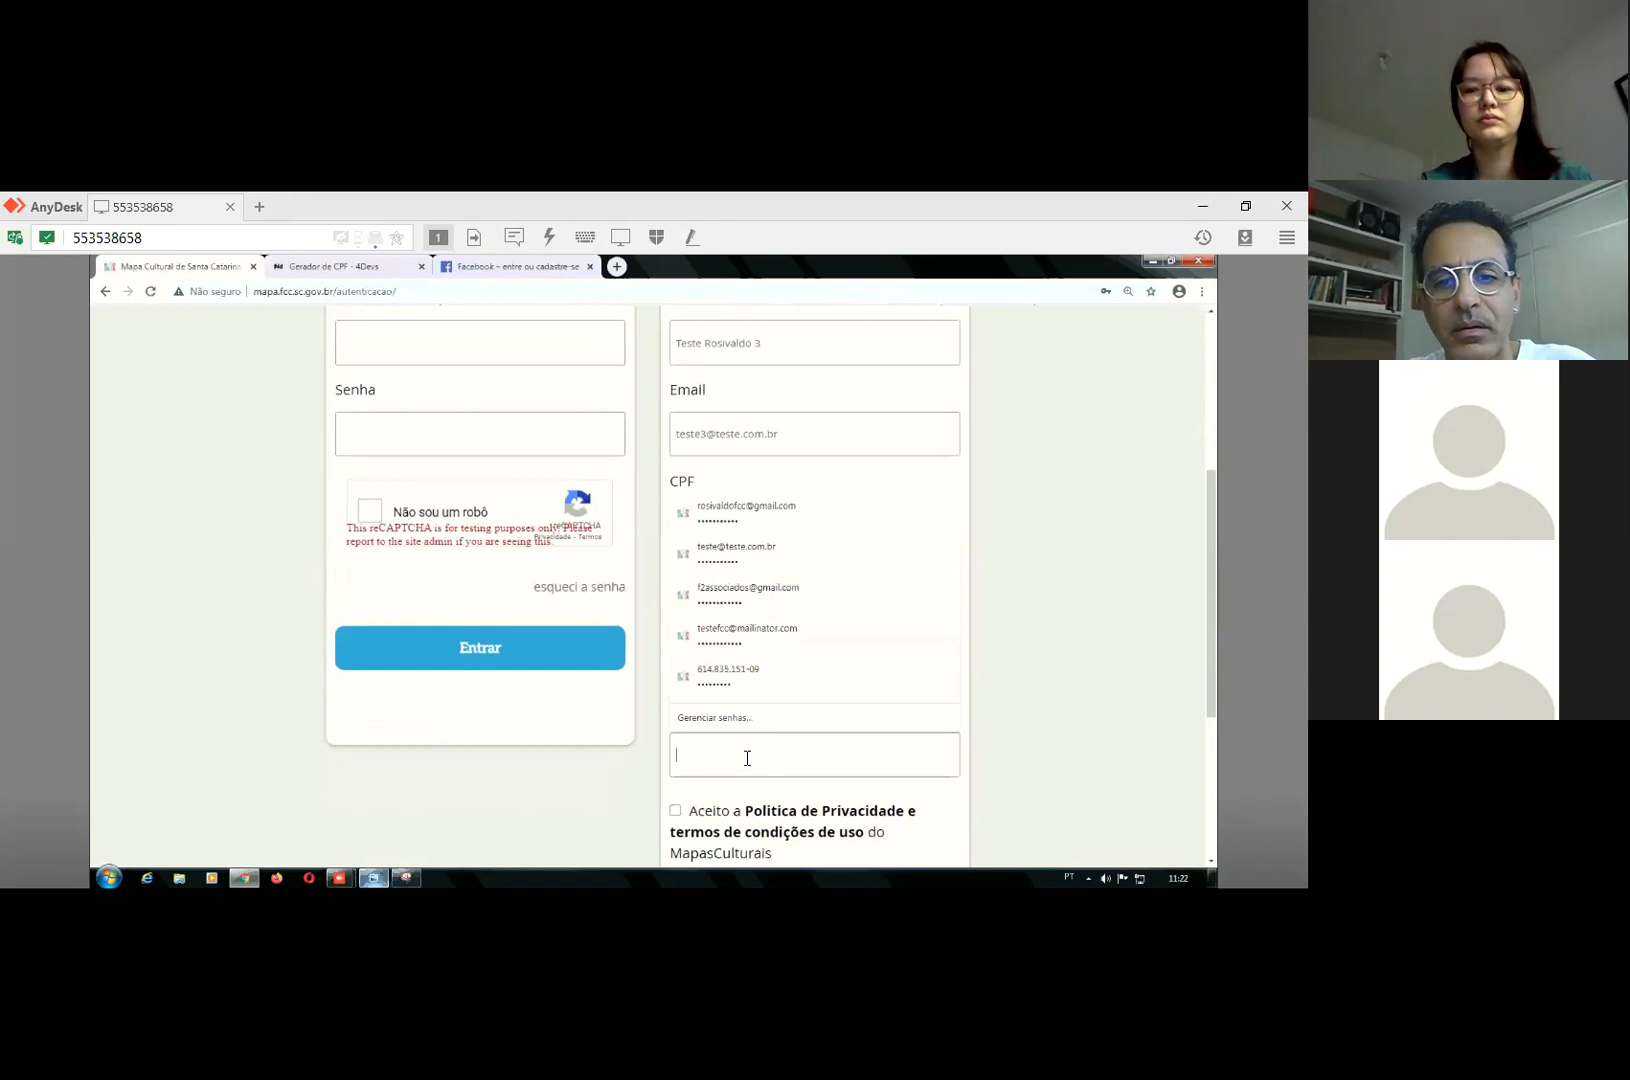 AnyDesk
553538658
553538658
1
Mapa Cultural de Santa Catarina
Gerador de CPF - 4Devs
Facebook – entre ou cadastre-se
Não seguro
mapa.fcc.sc.gov.br/autenticacao/
Senha
Não sou um robô
reCAPTCHA
Privacidade - Termos
This reCAPTCHA is for testing purposes only. Please
report to the site admin if you are seeing this.
esqueci a senha
Entrar
Teste Rosivaldo 3
Email
teste3@teste.com.br
CPF
rosivaldofcc@gmail.com
teste@teste.com.br
f2associados@gmail.com
testefcc@mailinator.com
614.835.151-09
Gerenciar senhas...
Aceito a Politica de Privacidade e
termos de condições de uso do
MapasCulturais
PT
11:22